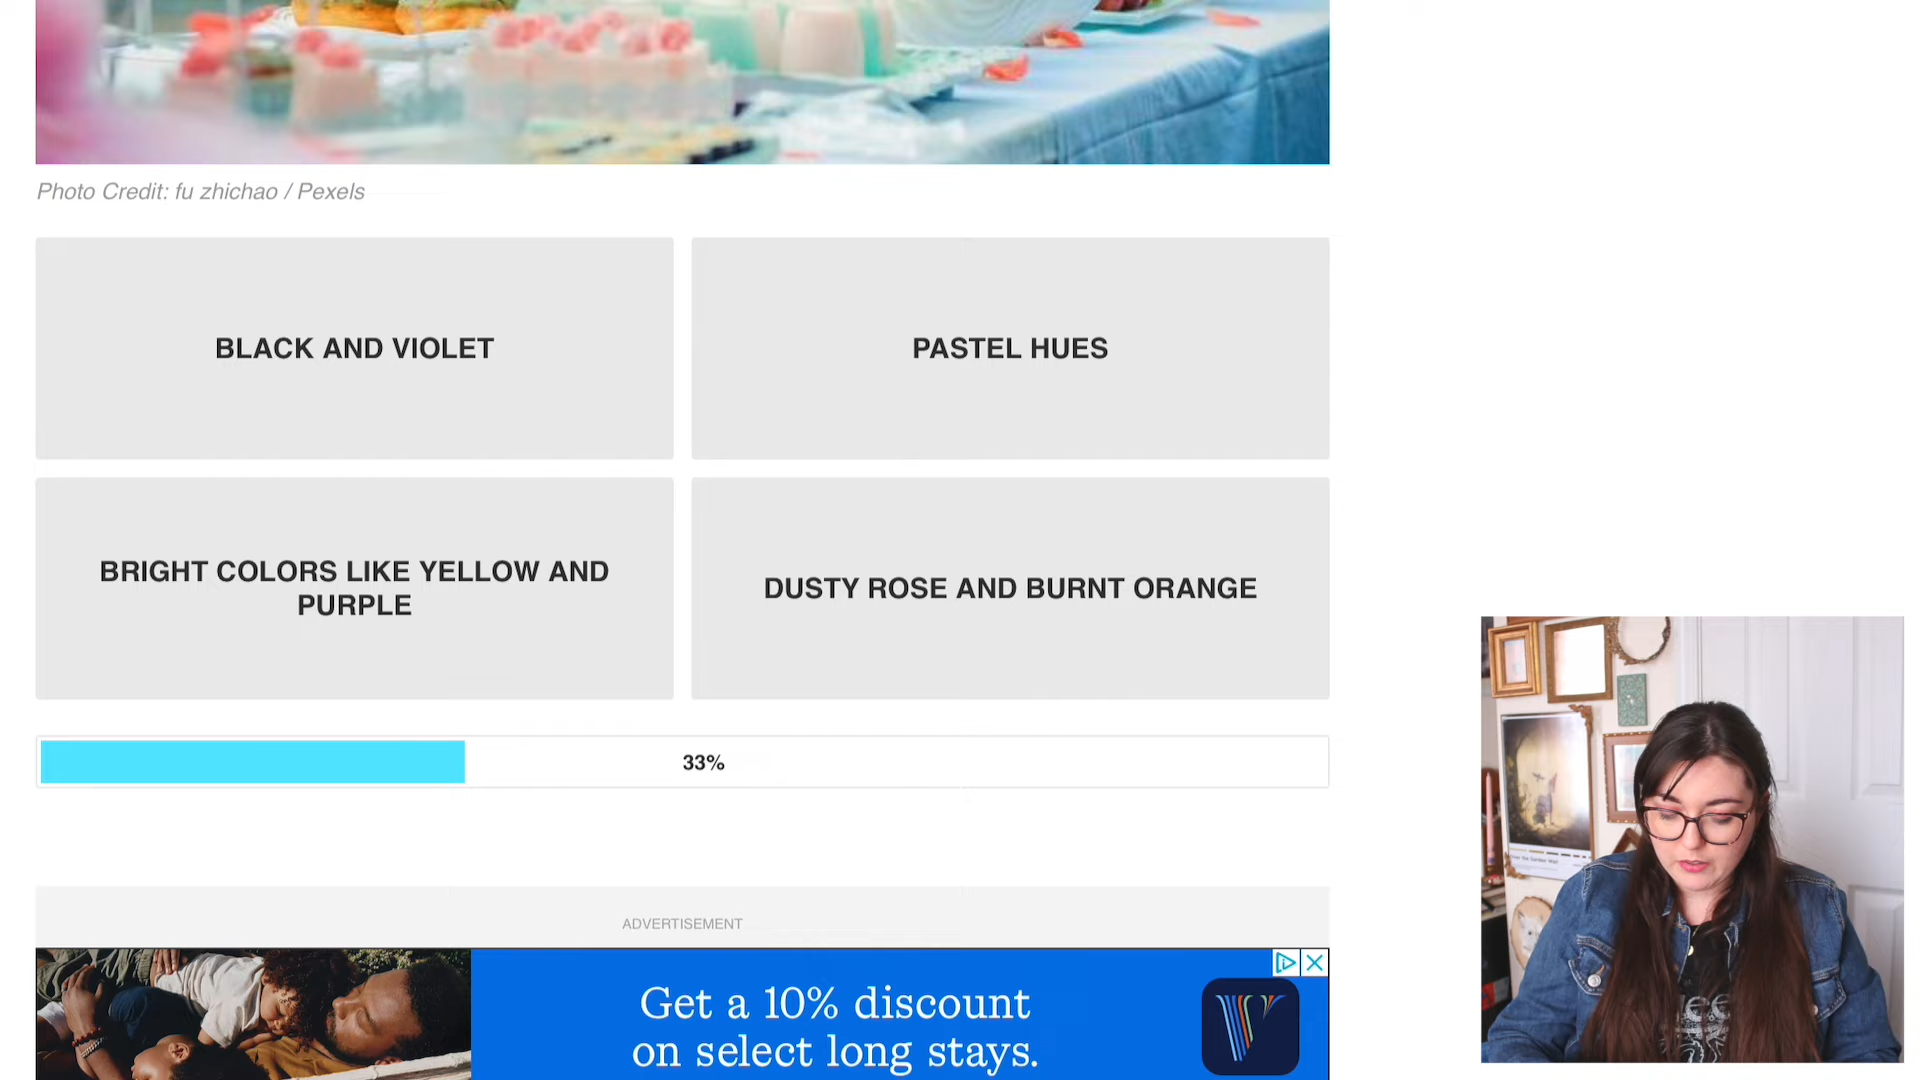 Photo Credit: fu zhichao / Pexels
BLACK AND VIOLET
PASTEL HUES
BRIGHT COLORS LIKE YELLOW AND
PURPLE
DUSTY ROSE AND BURNT ORANGE
33%
ADVERTISEMENT
Get a 10% discount
on select long stays.